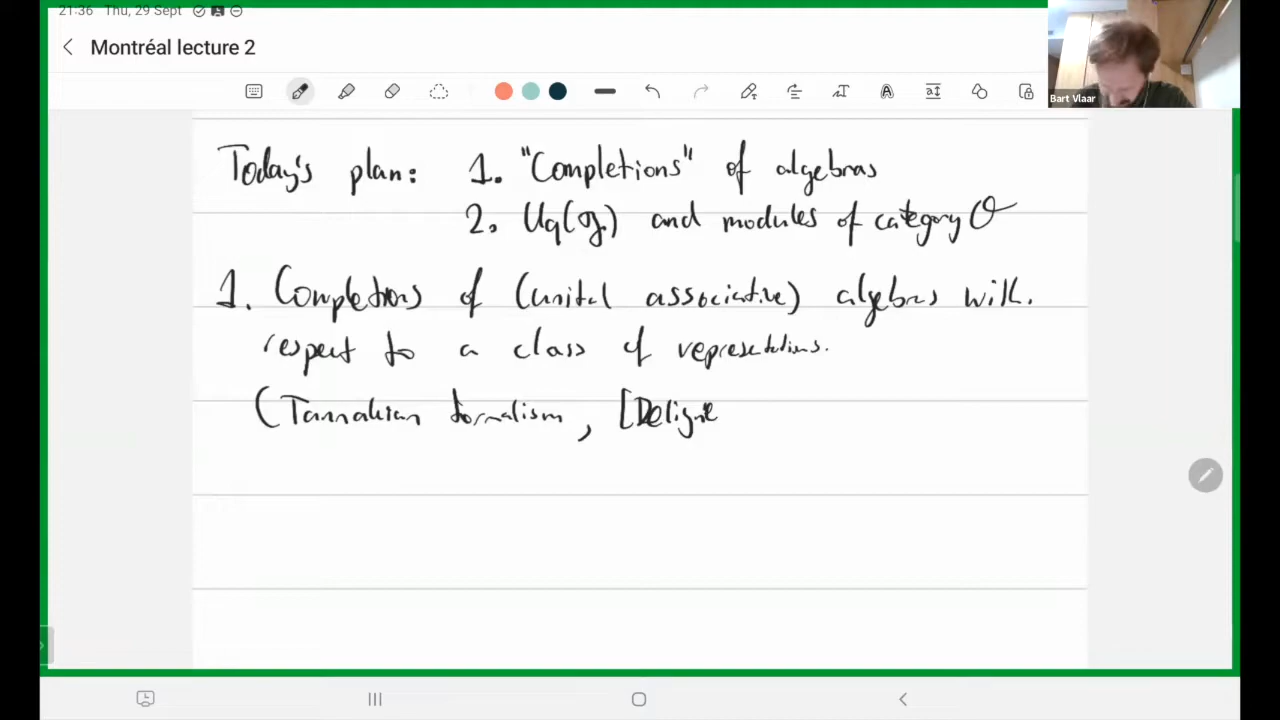 21:36 Thu, 29 Sept
Montréal lecture 2
Bart Vlaar
Today's plan: 1. "Completions" of algebras
2. Uq(g) and modules of category O
1. Completions of (unital associative) algebras with.
respect to a class of representations.
(Tannakian formalism, [Deligne